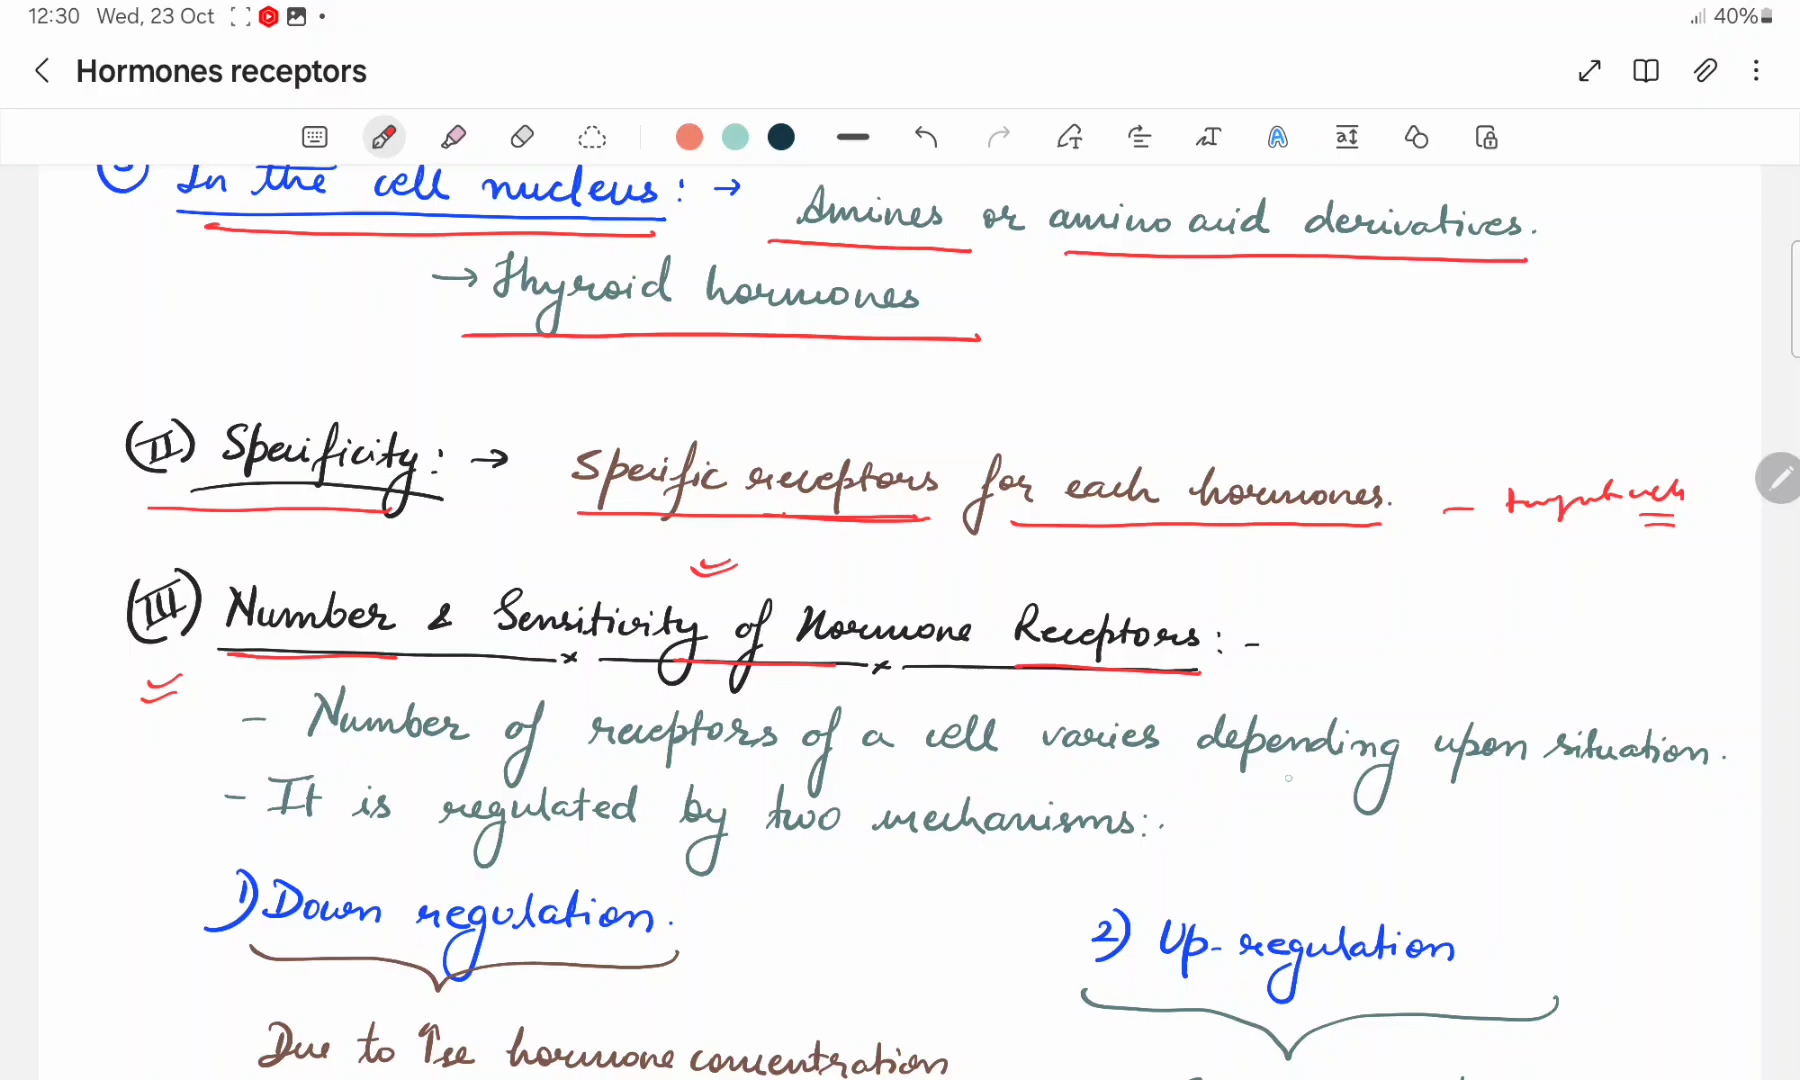 12:30 Wed, 23 Oct 40%
Hormones receptors
In the cell nucleus : → Amines or amino acid derivatives.
→ Thyroid hormones
(II) Specificity : → Specific receptors for each hormones. –
(III) Number & Sensitivity of Hormone Receptors : -
- Number of receptors of a cell varies depending upon situation.
- It is regulated by two mechanisms :.
1) Down regulation.
2) Up-regulation
Due to ↑se hormone concentration